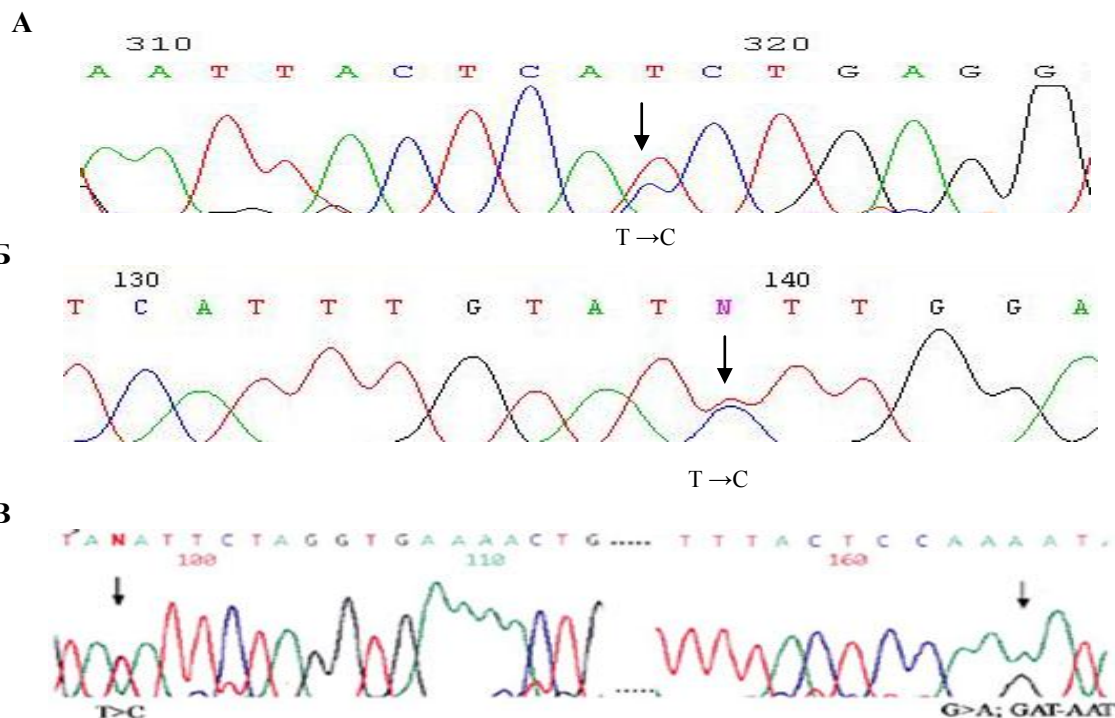 А
310 320
A A T T A C T C A T C T G A G G
T →C
Б
130 140
T C A T T T G T A T N T T G G A
T →C
В
T A N A T T C T A G G T G A A A A C T G ..... T T T A C T C C A A A A T
100 110 160
.....
T>C G>A; GAT-AAT